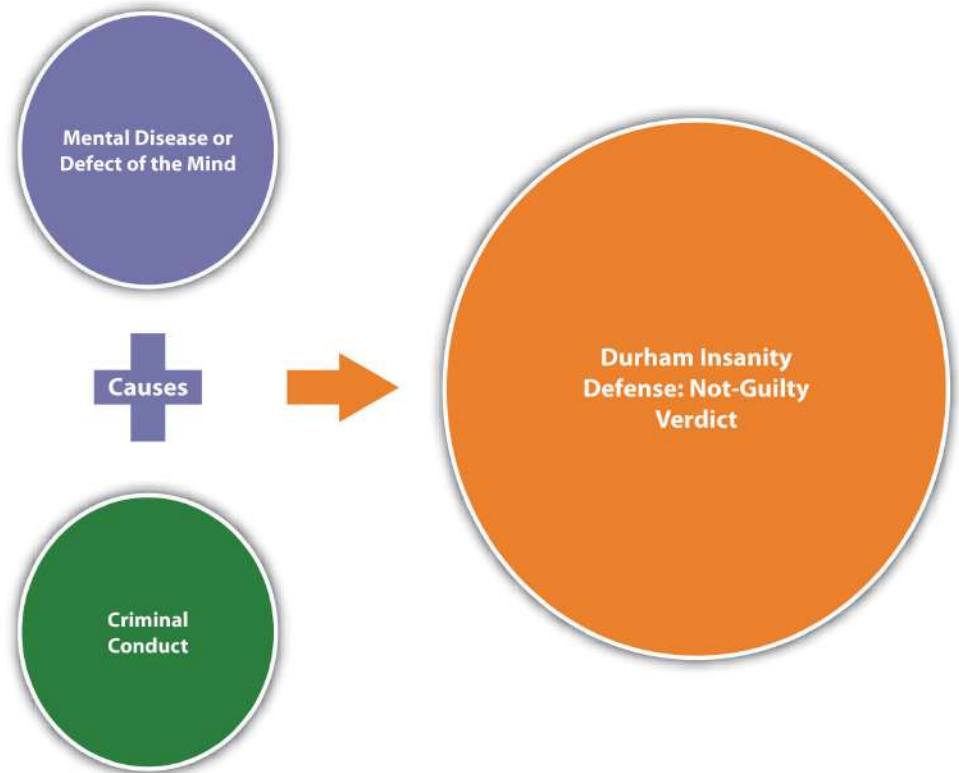 Mental Disease or
Defect of the Mind
Causes
Criminal
Conduct
Durham Insanity
Defense: Not-Guilty
Verdict